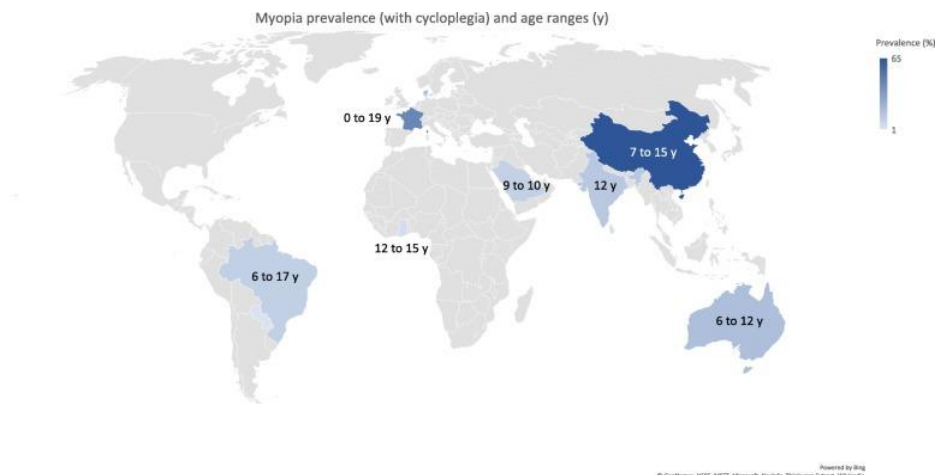 Myopia prevalence (with cycloplegia) and age ranges (y)
Prevalence (%)
65
1
0 to 19 y
7 to 15 y
9 to 10 y
12 y
12 to 15 y
6 to 17 y
6 to 12 y
Powered by Bing